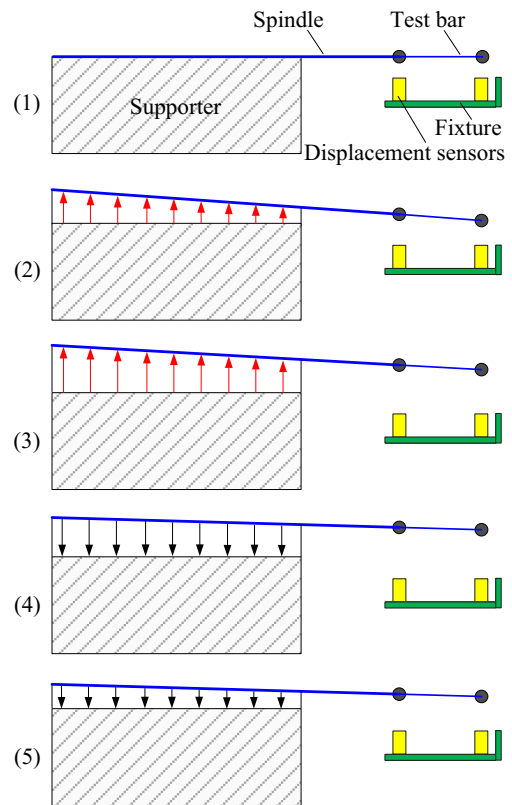 Spindle
Test bar
(1)
Supporter
Fixture
Displacement sensors
(2)
(3)
(4)
(5)